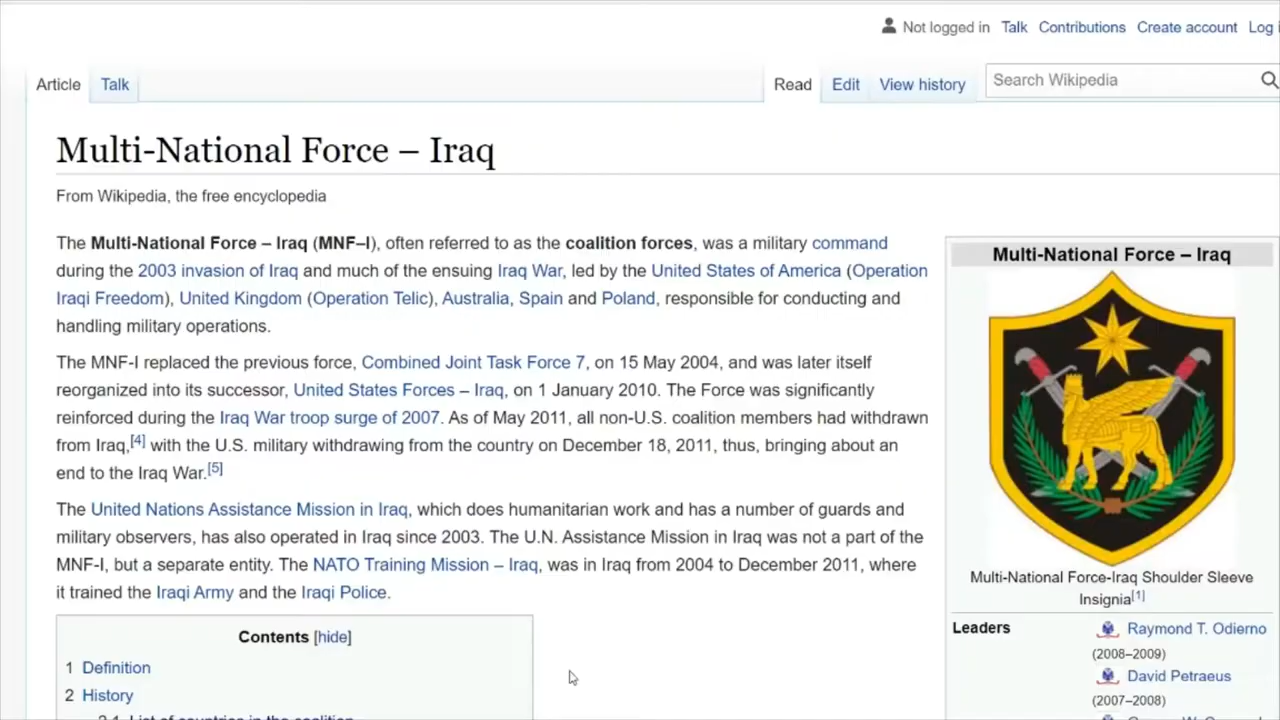 Not logged in Talk Contributions Create account Log i
Article Talk Read Edit View history Search Wikipedia
Multi-National Force – Iraq
From Wikipedia, the free encyclopedia
The Multi-National Force – Iraq (MNF–I), often referred to as the coalition forces, was a military command
during the 2003 invasion of Iraq and much of the ensuing Iraq War, led by the United States of America (Operation
Iraqi Freedom), United Kingdom (Operation Telic), Australia, Spain and Poland, responsible for conducting and
handling military operations.
The MNF-I replaced the previous force, Combined Joint Task Force 7, on 15 May 2004, and was later itself
reorganized into its successor, United States Forces – Iraq, on 1 January 2010. The Force was significantly
reinforced during the Iraq War troop surge of 2007. As of May 2011, all non-U.S. coalition members had withdrawn
from Iraq,[4] with the U.S. military withdrawing from the country on December 18, 2011, thus, bringing about an
end to the Iraq War.[5]
The United Nations Assistance Mission in Iraq, which does humanitarian work and has a number of guards and
military observers, has also operated in Iraq since 2003. The U.N. Assistance Mission in Iraq was not a part of the
MNF-I, but a separate entity. The NATO Training Mission – Iraq, was in Iraq from 2004 to December 2011, where
it trained the Iraqi Army and the Iraqi Police.
Contents [hide]
1 Definition
2 History
2.1 List of countries in the coalition
Multi-National Force – Iraq
Multi-National Force-Iraq Shoulder Sleeve
Insignia[1]
Leaders Raymond T. Odierno
(2008–2009)
David Petraeus
(2007–2008)